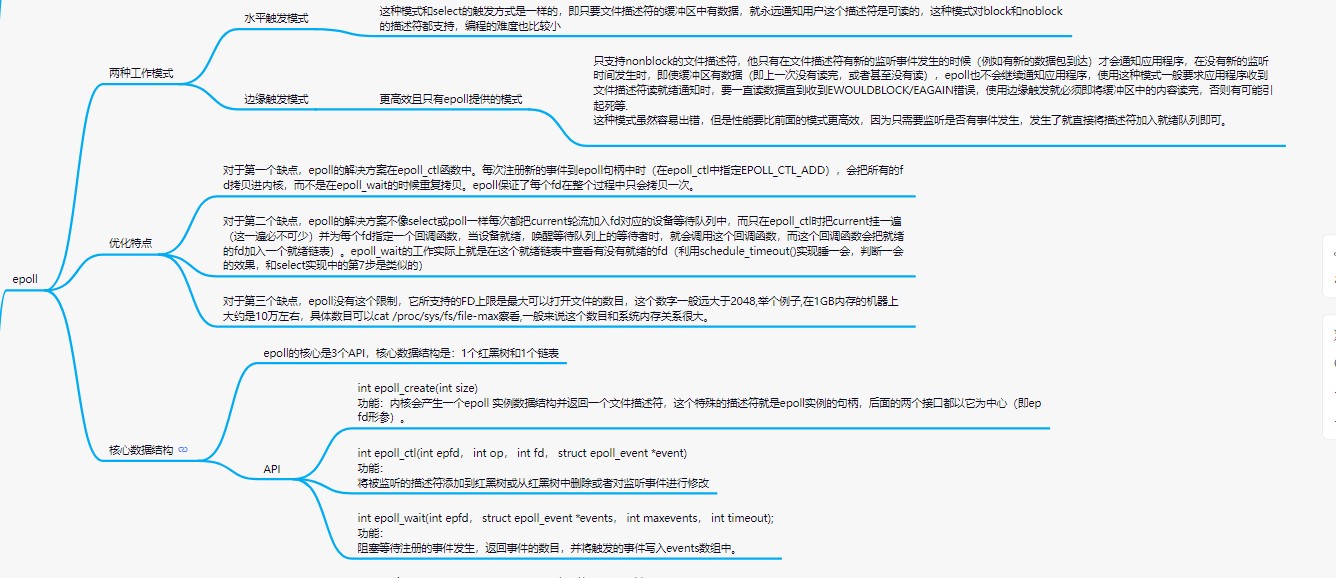 水平触发模式
这种模式和select的触发方式是一样的，即只要文件描述符的缓冲区中有数据，就永远通知用户这个描述符是可读的，这种模式对block和noblock
的描述符都支持，编程的难度也比较小
两种工作模式
边缘触发模式
更高效且只有epoll提供的模式
只支持nonblock的文件描述符，他只有在文件描述符有新的监听事件发生的时候（例如有新的数据包到达）才会通知应用程序，在没有新的监听
时间发生时，即使缓冲区有数据（即上一次没有读完，或者甚至没有读），epoll也不会继续通知应用程序，使用这种模式一般要求应用程序收到
文件描述符读就绪通知时，要一直读数据直到收到EWOULDBLOCK/EAGAIN错误，使用边缘触发就必须即将缓冲区中的内容读完，否则有可能引
起死等.
这种模式虽然容易出错，但是性能要比前面的模式更高效，因为只需要监听是否有事件发生，发生了就直接将描述符加入就绪队列即可。
epoll
优化特点
对于第一个缺点，epoll的解决方案在epoll_ctl函数中。每次注册新的事件到epoll句柄中时（在epoll_ctl中指定EPOLL_CTL_ADD），会把所有的f
d拷贝进内核，而不是在epoll_wait的时候重复拷贝。epoll保证了每个fd在整个过程中只会拷贝一次。
对于第二个缺点，epoll的解决方案不像select或poll一样每次都把current轮流加入fd对应的设备等待队列中，而只在epoll_ctl时把current挂一遍
（这一遍必不可少）并为每个fd指定一个回调函数，当设备就绪，唤醒等待队列上的等待者时，就会调用这个回调函数，而这个回调函数会把就绪
的fd加入一个就绪链表）。epoll_wait的工作实际上就是在这个就绪链表中查看有没有就绪的fd（利用schedule_timeout()实现睡一会，判断一会
的效果，和select实现中的第7步是类似的）
对于第三个缺点，epoll没有这个限制，它所支持的FD上限是最大可以打开文件的数目，这个数字一般远大于2048,举个例子,在1GB内存的机器上
大约是10万左右，具体数目可以cat /proc/sys/fs/file-max察看,一般来说这个数目和系统内存关系很大。
核心数据结构
epoll的核心是3个API，核心数据结构是：1个红黑树和1个链表
API
int epoll_create(int size)
功能：内核会产生一个epoll 实例数据结构并返回一个文件描述符，这个特殊的描述符就是epoll实例的句柄，后面的两个接口都以它为中心（即ep
fd形参）。
int epoll_ctl(int epfd， int op， int fd， struct epoll_event *event)
功能：
将被监听的描述符添加到红黑树或从红黑树中删除或者对监听事件进行修改
int epoll_wait(int epfd， struct epoll_event *events， int maxevents， int timeout);
功能：
阻塞等待注册的事件发生，返回事件的数目，并将触发的事件写入events数组中。